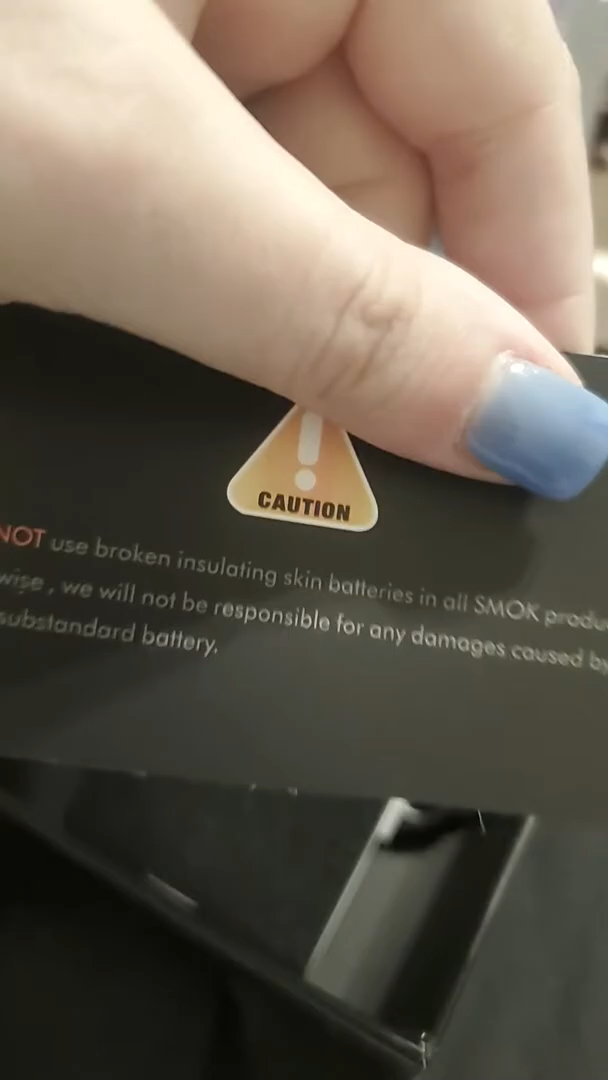 CAUTION
NOT use broken insulating skin batteries in all SMOK produ
wise , we will not be responsible for any damages caused by
substandard battery.